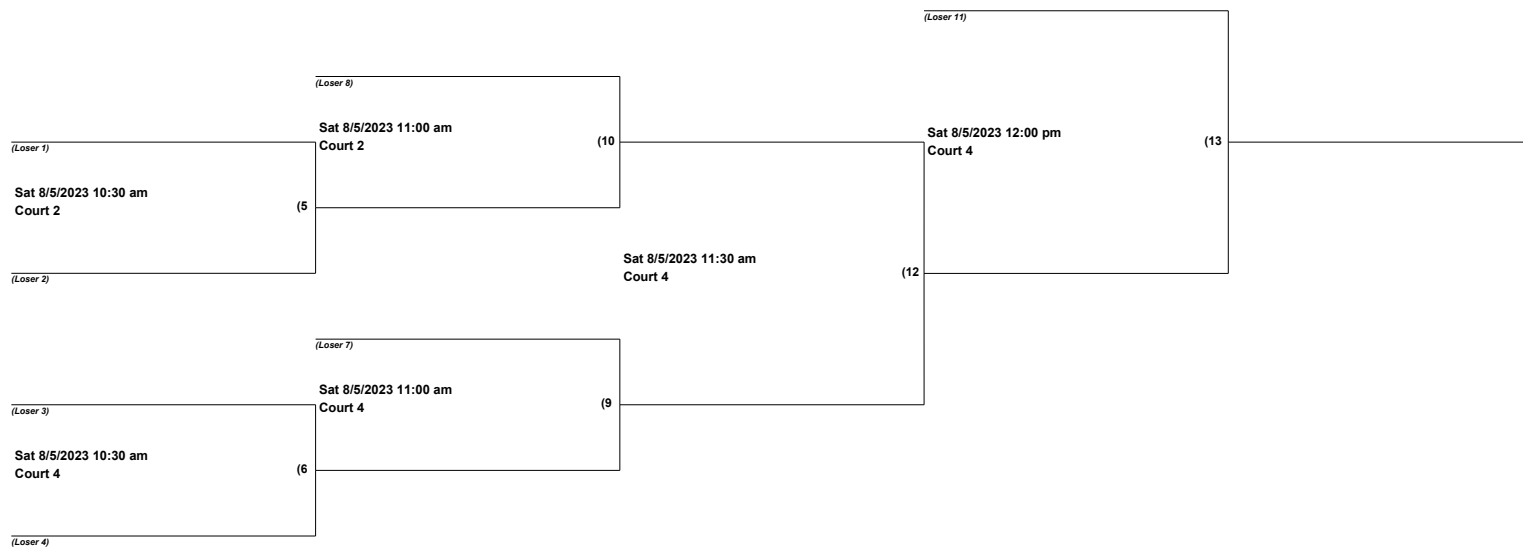 (Loser 11)
(Loser 8)
Sat 8/5/2023 11:00 am
Court 2
(10
Sat 8/5/2023 12:00 pm
Court 4
(13
(Loser 1)
Sat 8/5/2023 10:30 am
Court 2
(5
Sat 8/5/2023 11:30 am
Court 4
(12
(Loser 2)
(Loser 7)
Sat 8/5/2023 11:00 am
Court 4
(9
(Loser 3)
Sat 8/5/2023 10:30 am
Court 4
(6
(Loser 4)